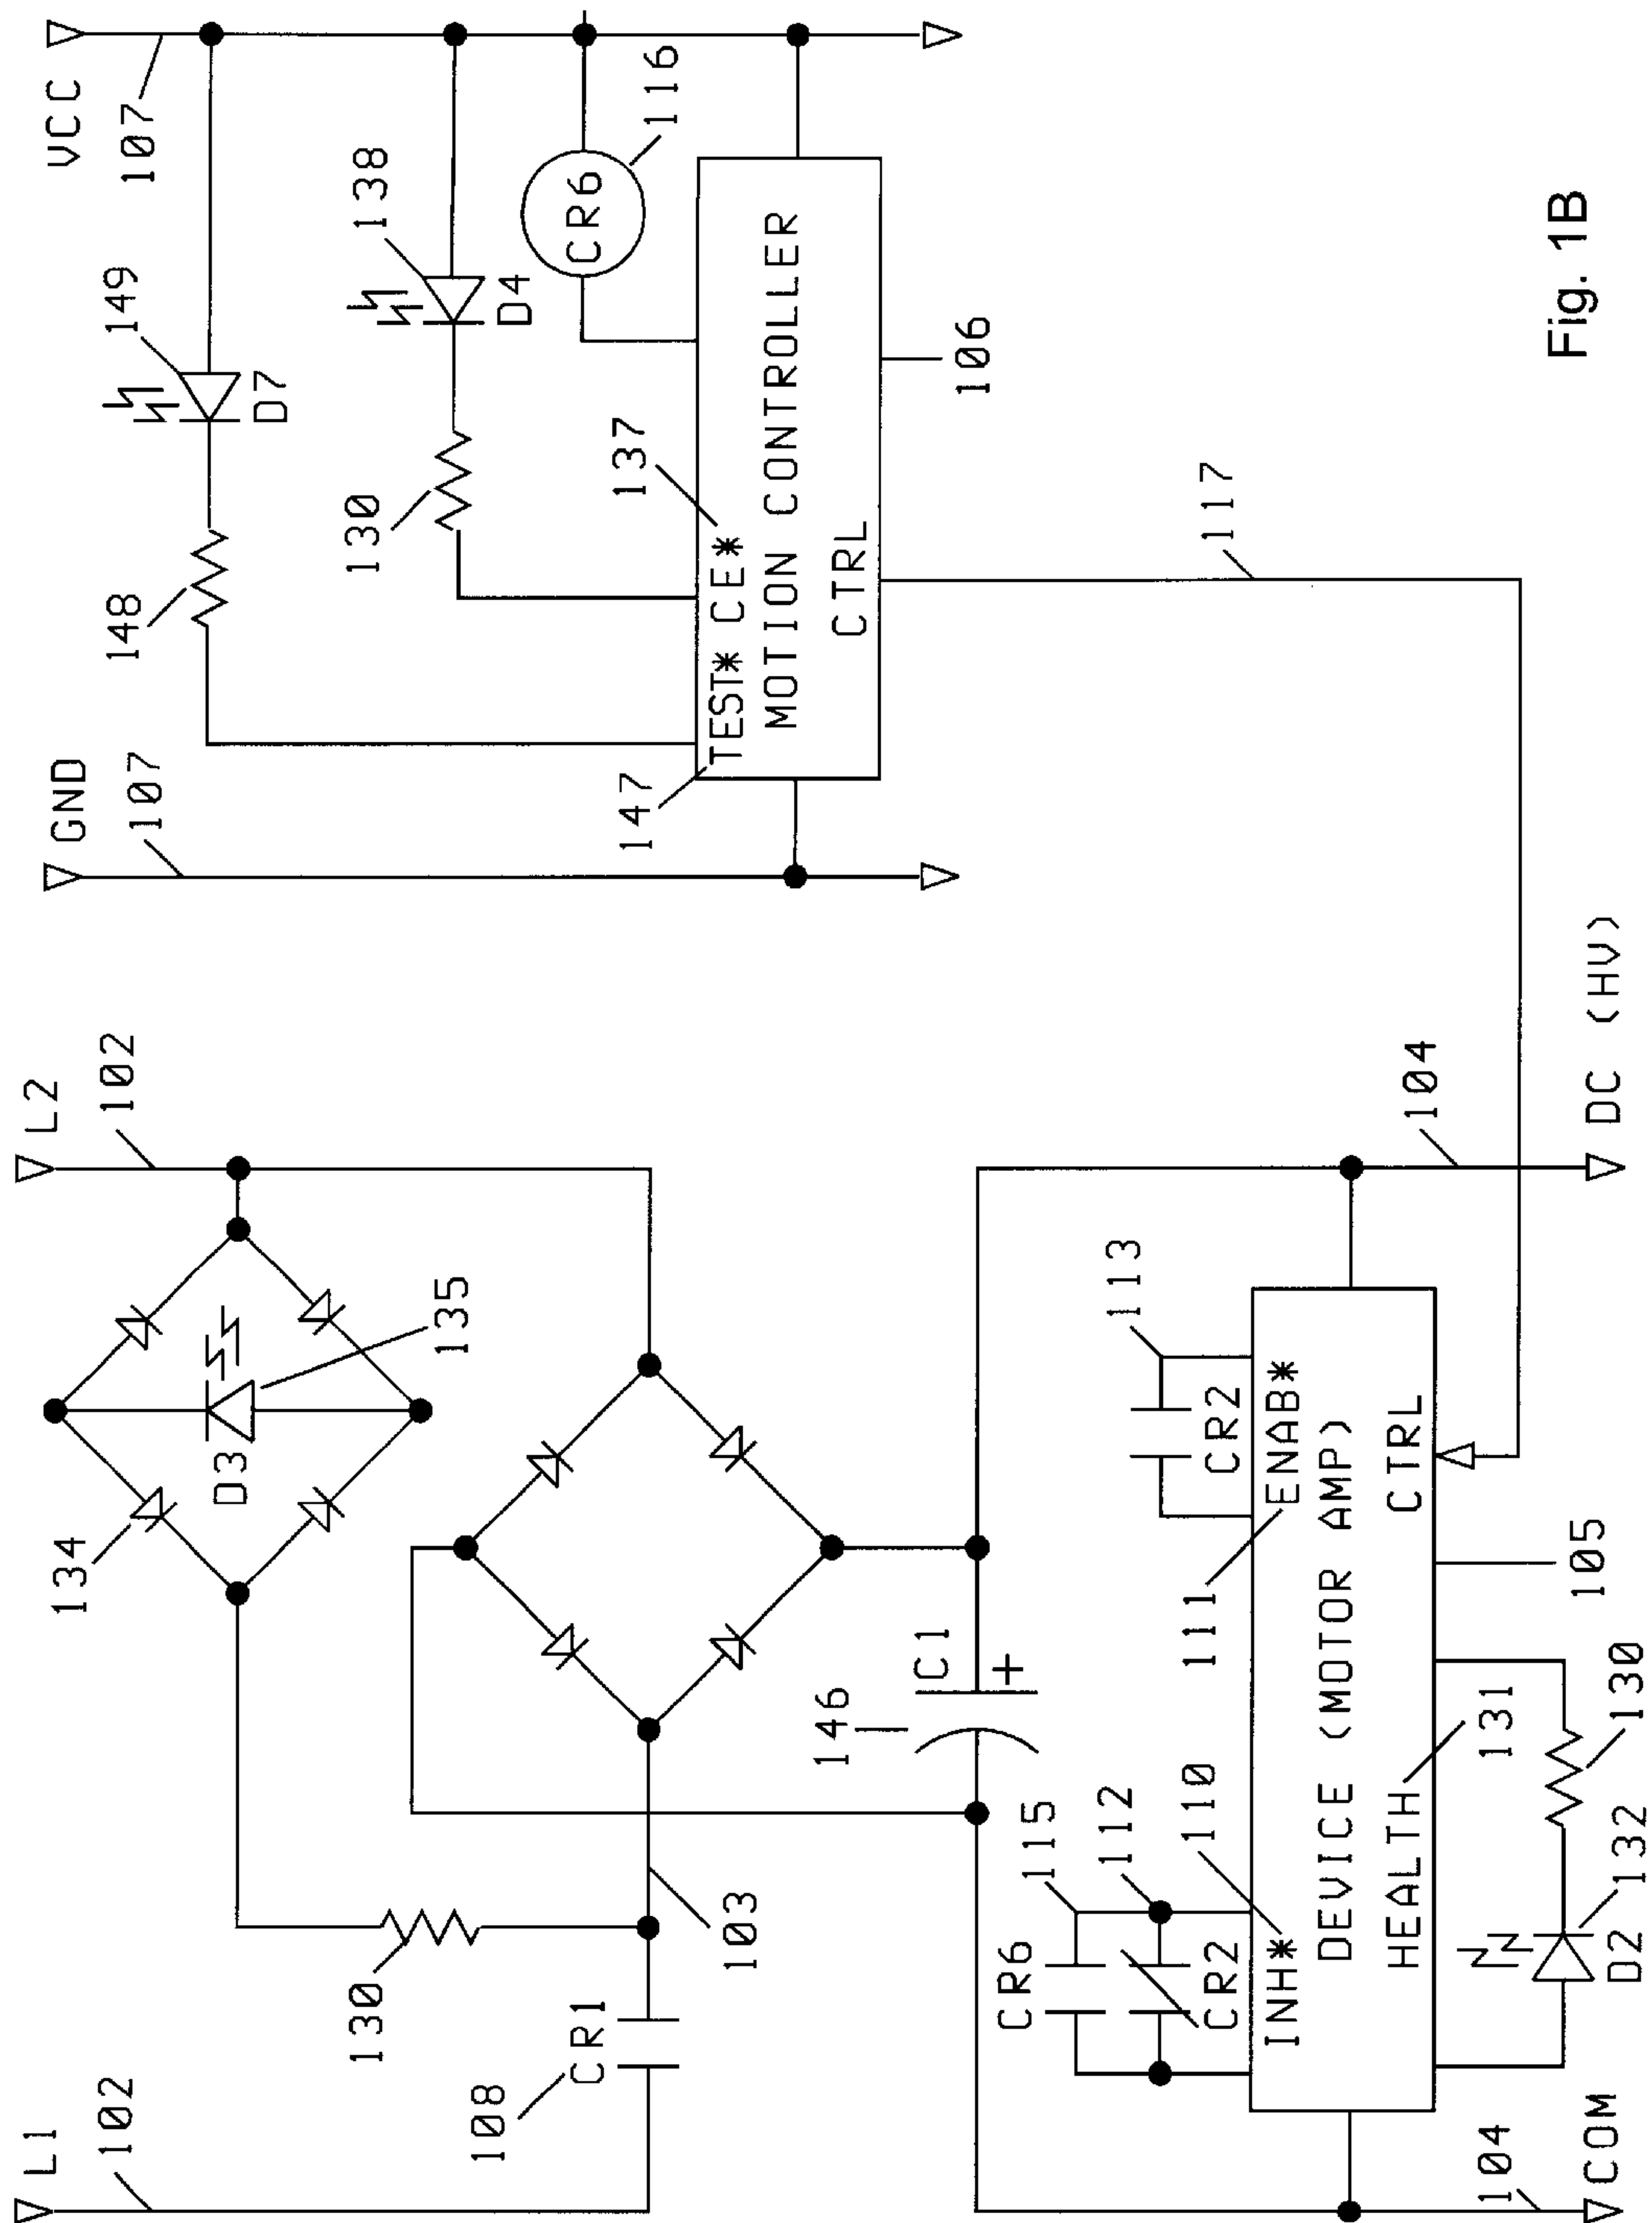 L1
102
L2
102
GND
107
VCC
107
134
D3
135
130
108
CR1
103
146
C1
+
148
149
D7
130
138
D4
137
147
TEST* CE*
MOTION CONTROLLER
CTRL
CR6
116
106
117
115
112
110
CR6
CR2
113
CR2
111
INH*
ENAB*
DEVICE (MOTOR AMP)
HEALTH
CTRL
131
105
D2
132
130
104
COM
104
DC (HV)
Fig. 1B